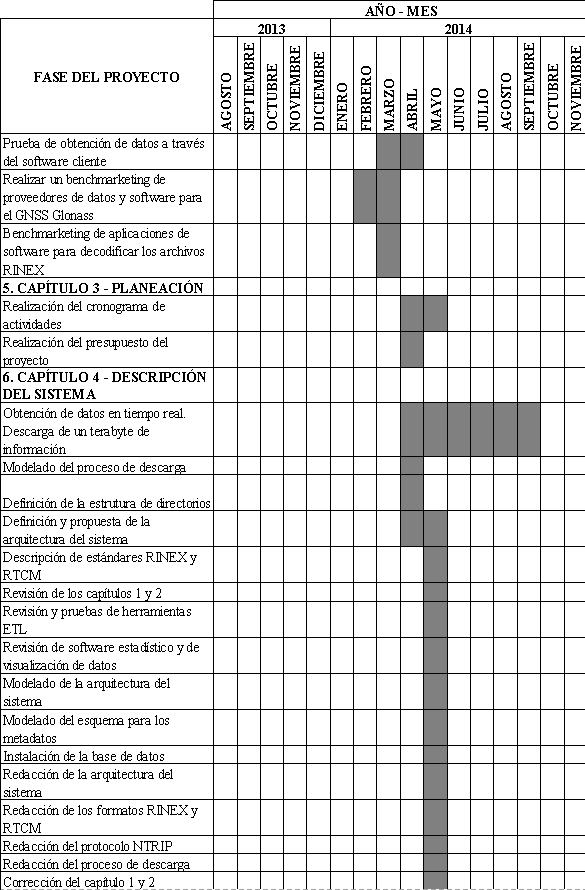 AÑO - MES
FASE DEL PROYECTO
2013
2014
AGOSTO
SEPTIEMBRE
OCTUBRE
NOVIEMBRE
DICIEMBRE
ENERO
FEBRERO
MARZO
ABRIL
MAYO
JUNIO
JULIO
AGOSTO
SEPTIEMBRE
OCTUBRE
NOVIEMBRE
Prueba de obtención de datos a través
del software cliente
Realizar un benchmarketing de
proveedores de datos y software para
el GNSS Glonass
Benchmarketing de aplicaciones de
software para decodificar los archivos
RINEX
5. CAPÍTULO 3 - PLANEACIÓN
Realización del cronograma de
actividades
Realización del presupuesto del
proyecto
6. CAPÍTULO 4 - DESCRIPCIÓN
DEL SISTEMA
Obtención de datos en tiempo real.
Descarga de un terabyte de
información
Modelado del proceso de descarga
Definición de la estrutura de directorios
Definición y propuesta de la
arquitectura del sistema
Descripción de estándares RINEX y
RTCM
Revisión de los capítulos 1 y 2
Revisión y pruebas de herramientas
ETL
Revisión de software estadístico y de
visualización de datos
Modelado de la arquitectura del
sistema
Modelado del esquema para los
metadatos
Instalación de la base de datos
Redacción de la arquitectura del
sistema
Redacción de los formatos RINEX y
RTCM
Redacción del protocolo NTRIP
Redacción del proceso de descarga
Corrección del capítulo 1 y 2